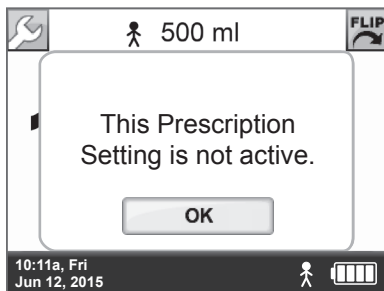 500 ml
FLIP
This Prescription
Setting is not active.
OK
10:11a, Fri
Jun 12, 2015